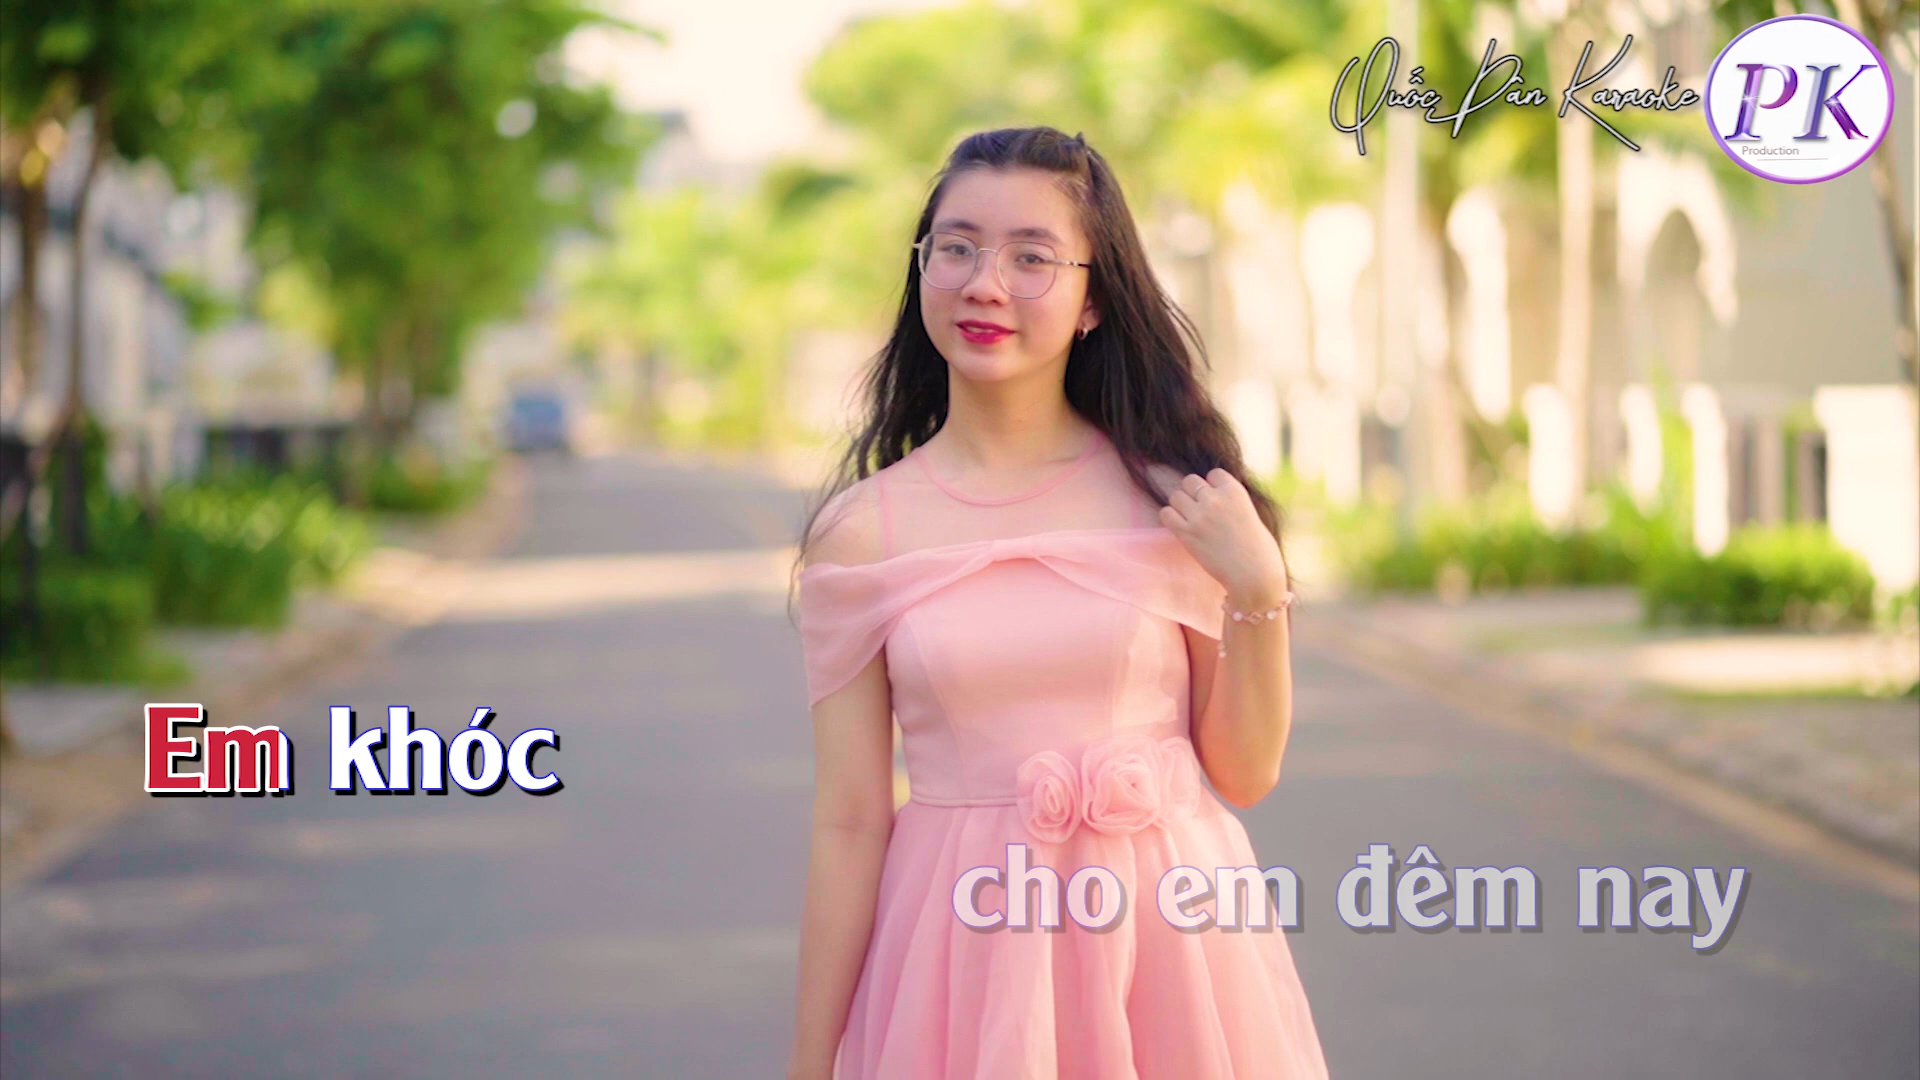 Quốc Dân Karaoke
PK
Production
Em khóc
cho em đêm nay